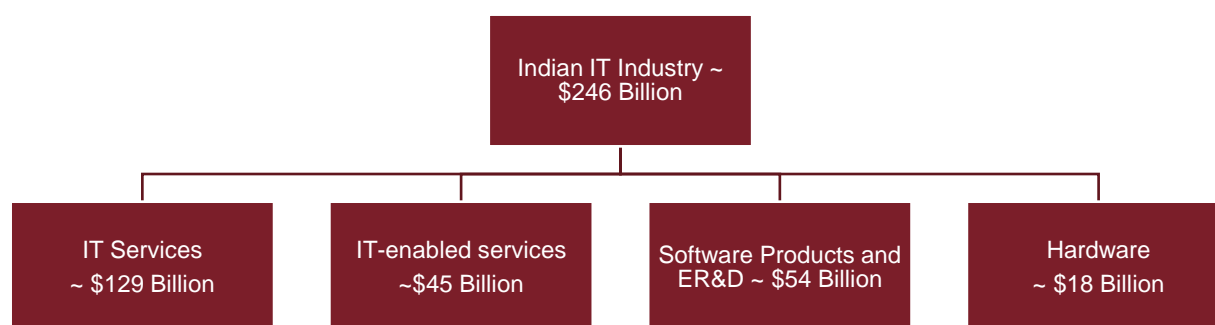 Indian IT Industry ~
$246 Billion
IT Services
~ $129 Billion
IT-enabled services
~$45 Billion
Software Products and
ER&D ~ $54 Billion
Hardware
~ $18 Billion